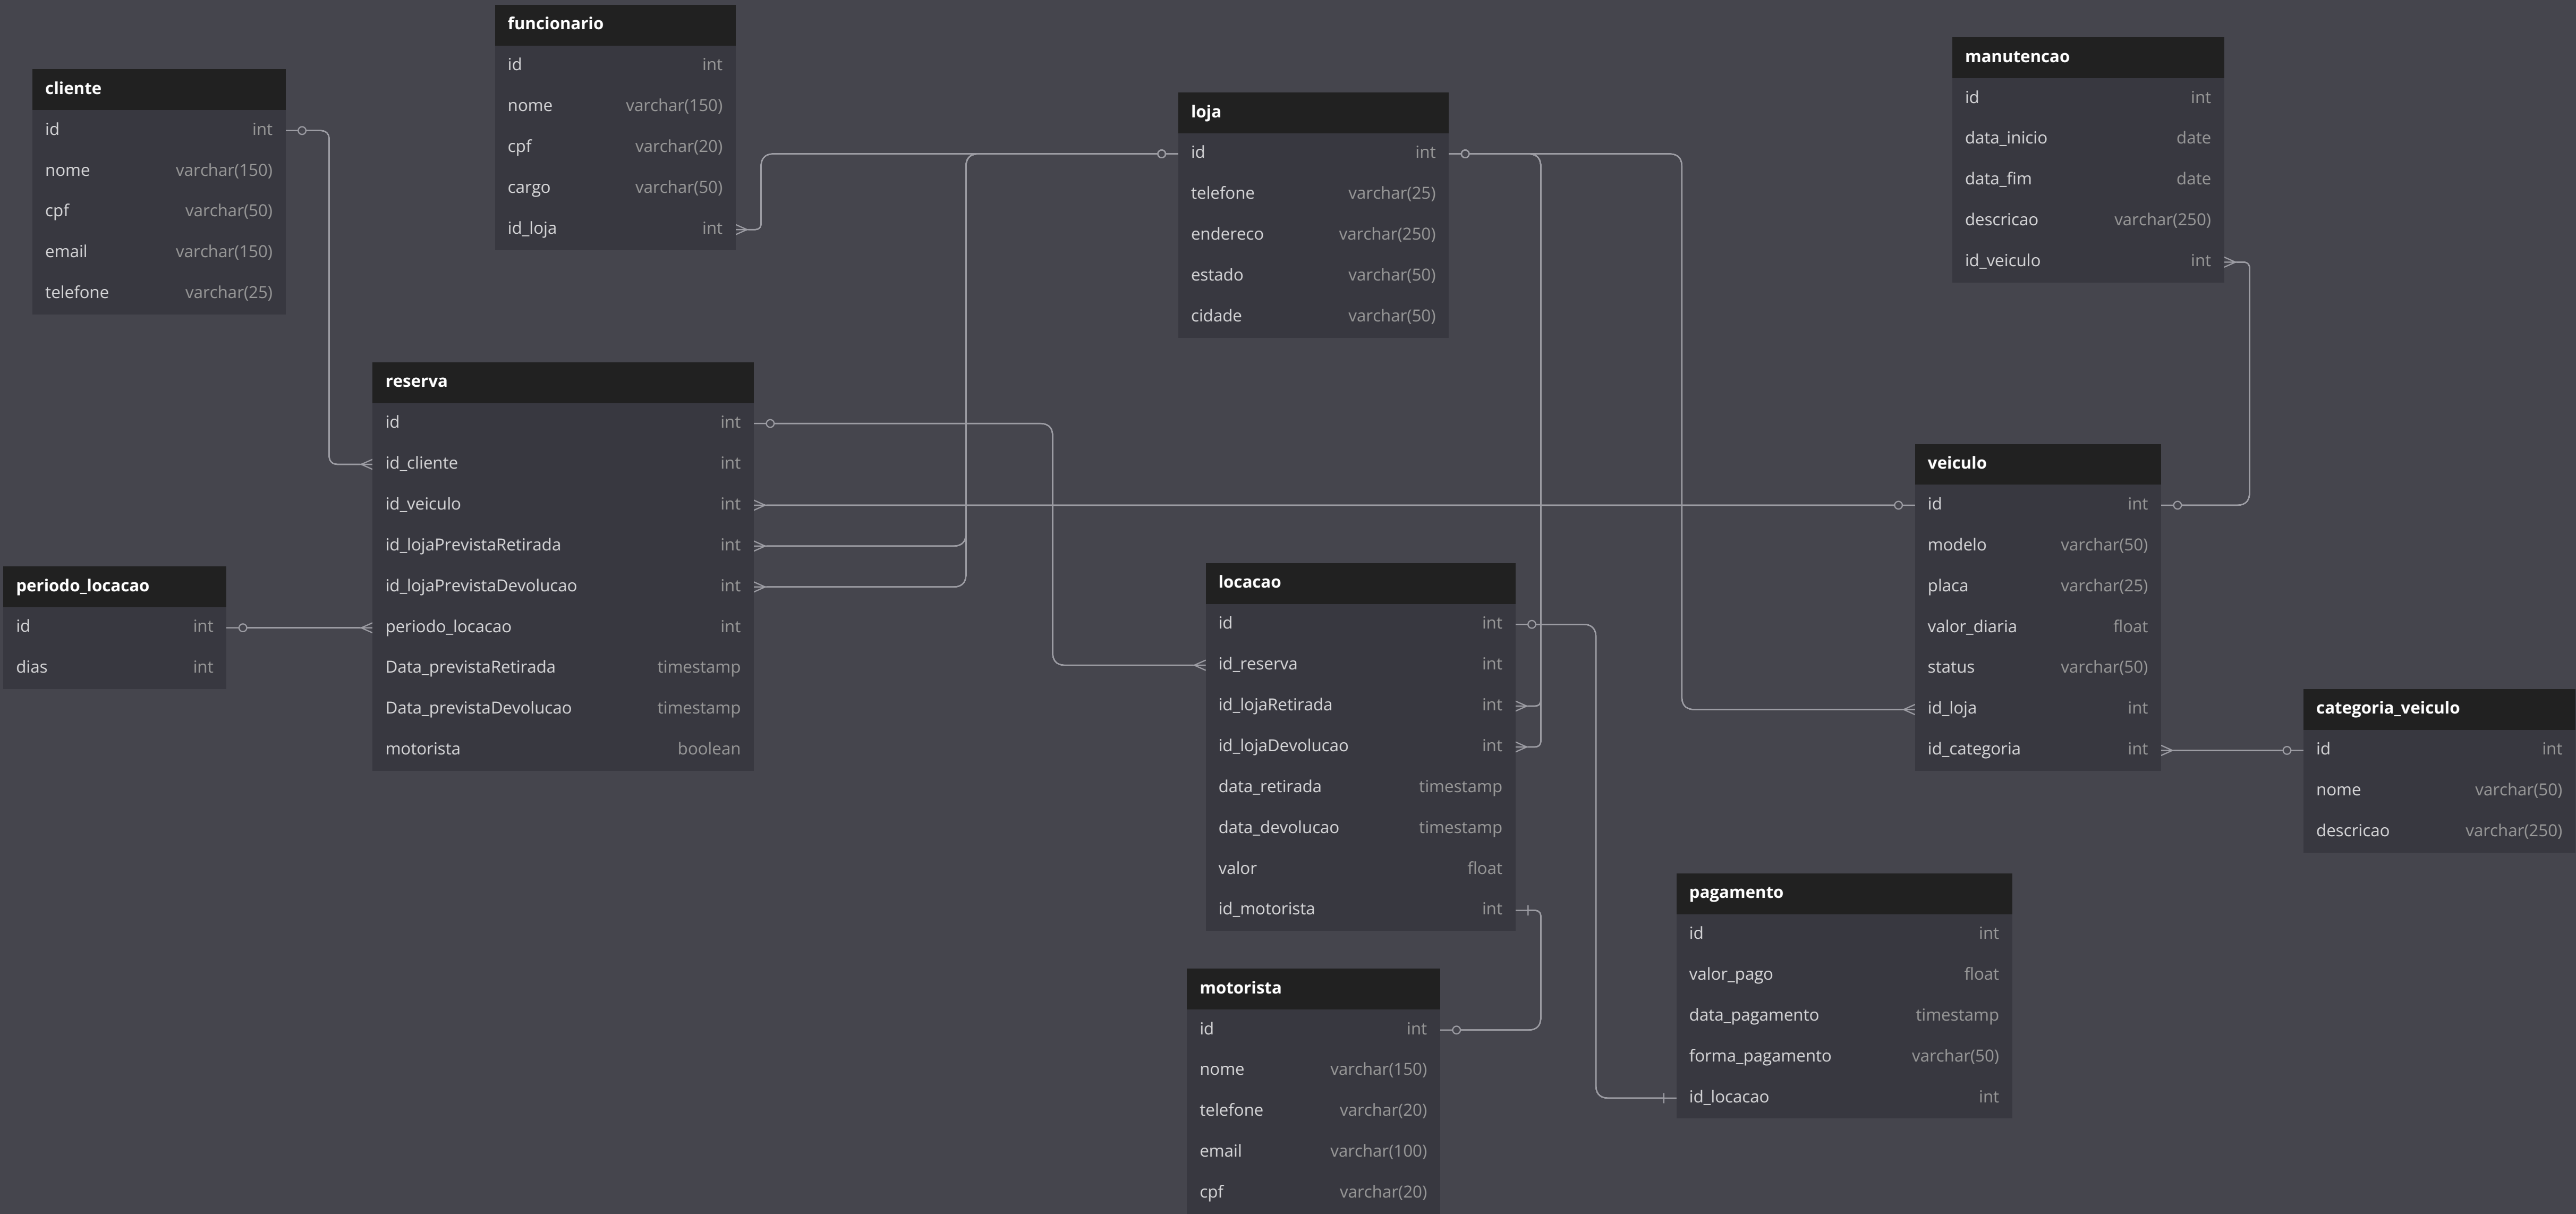 funcionario
id int
nome varchar(150)
cpf varchar(20)
cargo varchar(50)
id_loja int
cliente
id int
nome varchar(150)
cpf varchar(50)
email varchar(150)
telefone varchar(25)
loja
id int
telefone varchar(25)
endereco varchar(250)
estado varchar(50)
cidade varchar(50)
manutencao
id int
data_inicio date
data_fim date
descricao varchar(250)
id_veiculo int
reserva
id int
id_cliente int
id_veiculo int
id_lojaPrevistaRetirada int
id_lojaPrevistaDevolucao int
periodo_locacao int
Data_previstaRetirada timestamp
Data_previstaDevolucao timestamp
motorista boolean
periodo_locacao
id int
dias int
locacao
id int
id_reserva int
id_lojaRetirada int
id_lojaDevolucao int
data_retirada timestamp
data_devolucao timestamp
valor float
id_motorista int
veiculo
id int
modelo varchar(50)
placa varchar(25)
valor_diaria float
status varchar(50)
id_loja int
id_categoria int
categoria_veiculo
id int
nome varchar(50)
descricao varchar(250)
pagamento
id int
valor_pago float
data_pagamento timestamp
forma_pagamento varchar(50)
id_locacao int
motorista
id int
nome varchar(150)
telefone varchar(20)
email varchar(100)
cpf varchar(20)